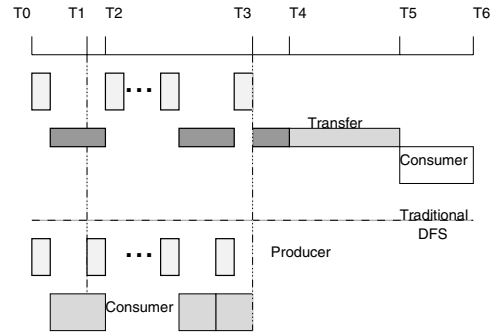 T0 T1 T2 T3 T4 T5 T6
...
Transfer
Consumer
Traditional
DFS
...
Producer
Consumer